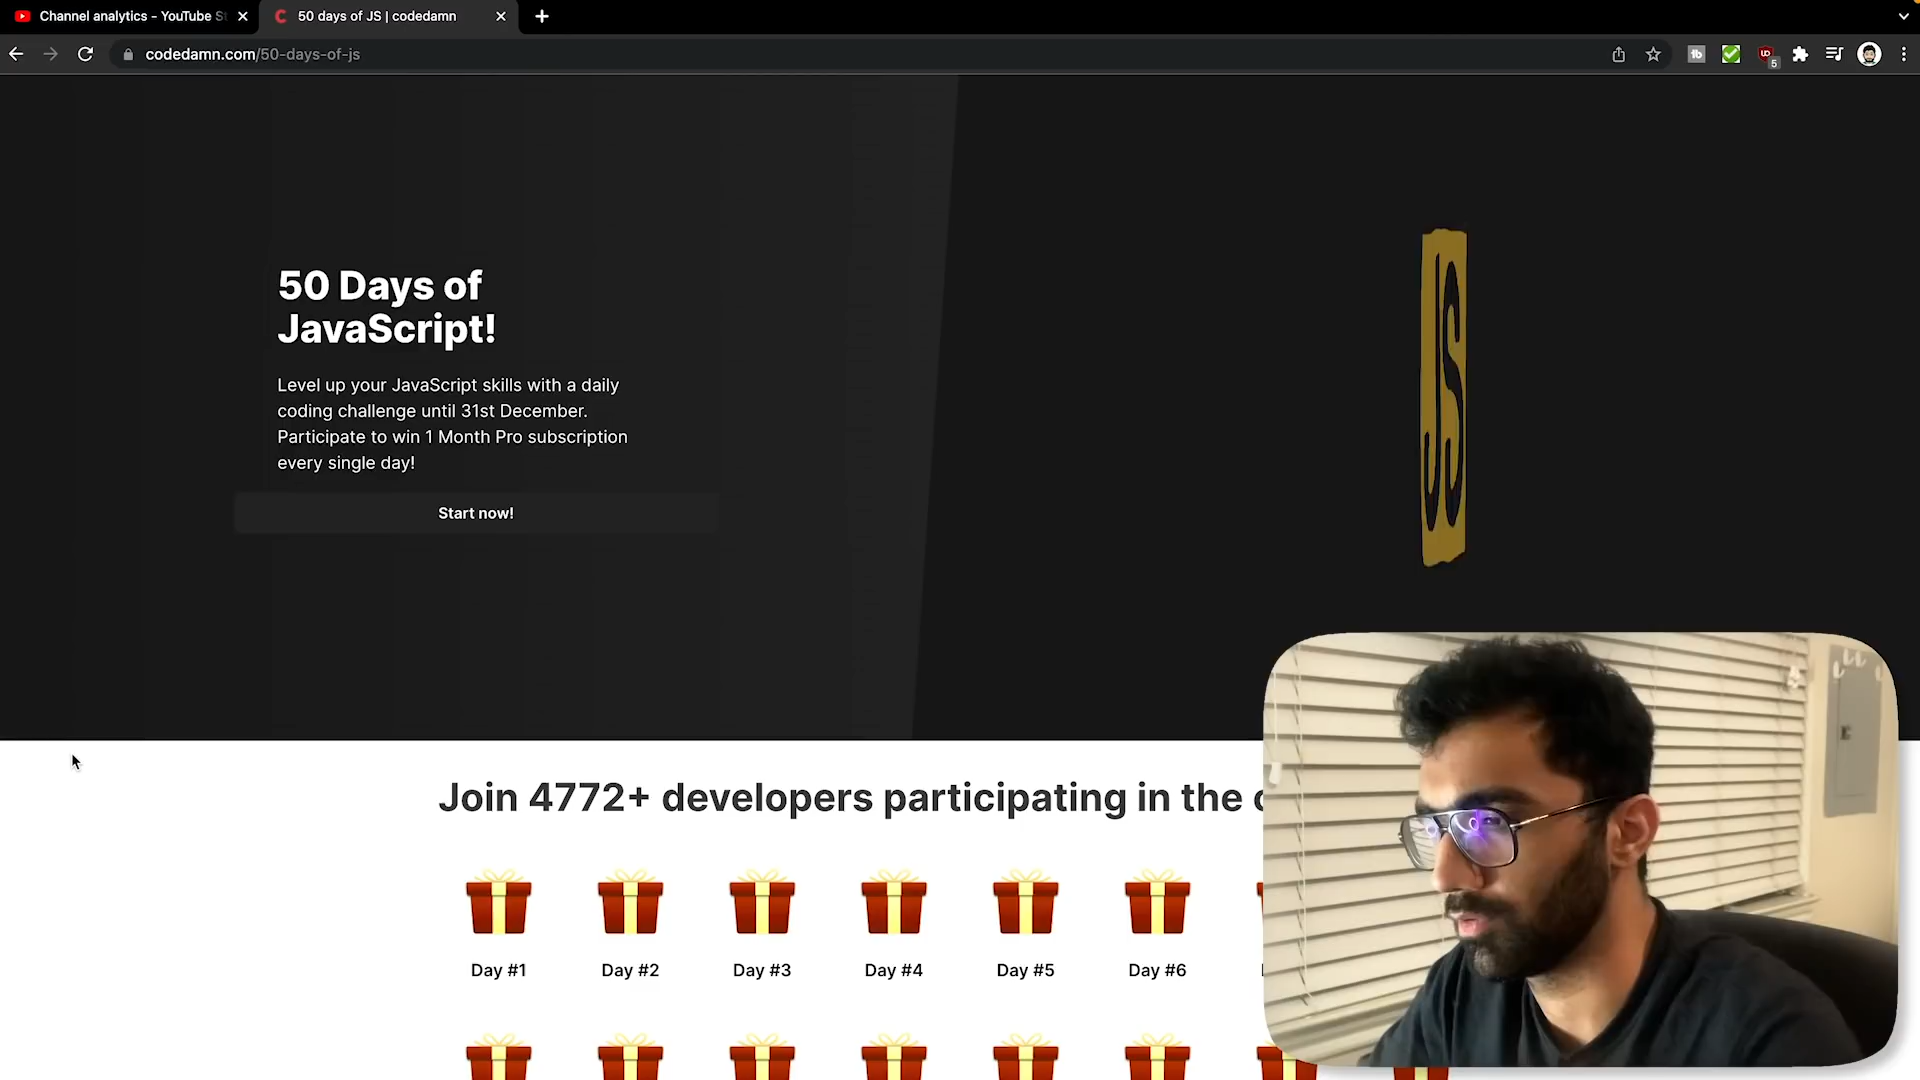 Channel analytics - YouTube S
50 days of JS | codedamn
codedamn.com/50-days-of-js
5
50 Days of
JavaScript!
Level up your JavaScript skills with a daily
coding challenge until 31st December.
Participate to win 1 Month Pro subscription
every single day!
Start now!
JS
Join 4772+ developers participating in the
Day #1
Day #2
Day #3
Day #4
Day #5
Day #6